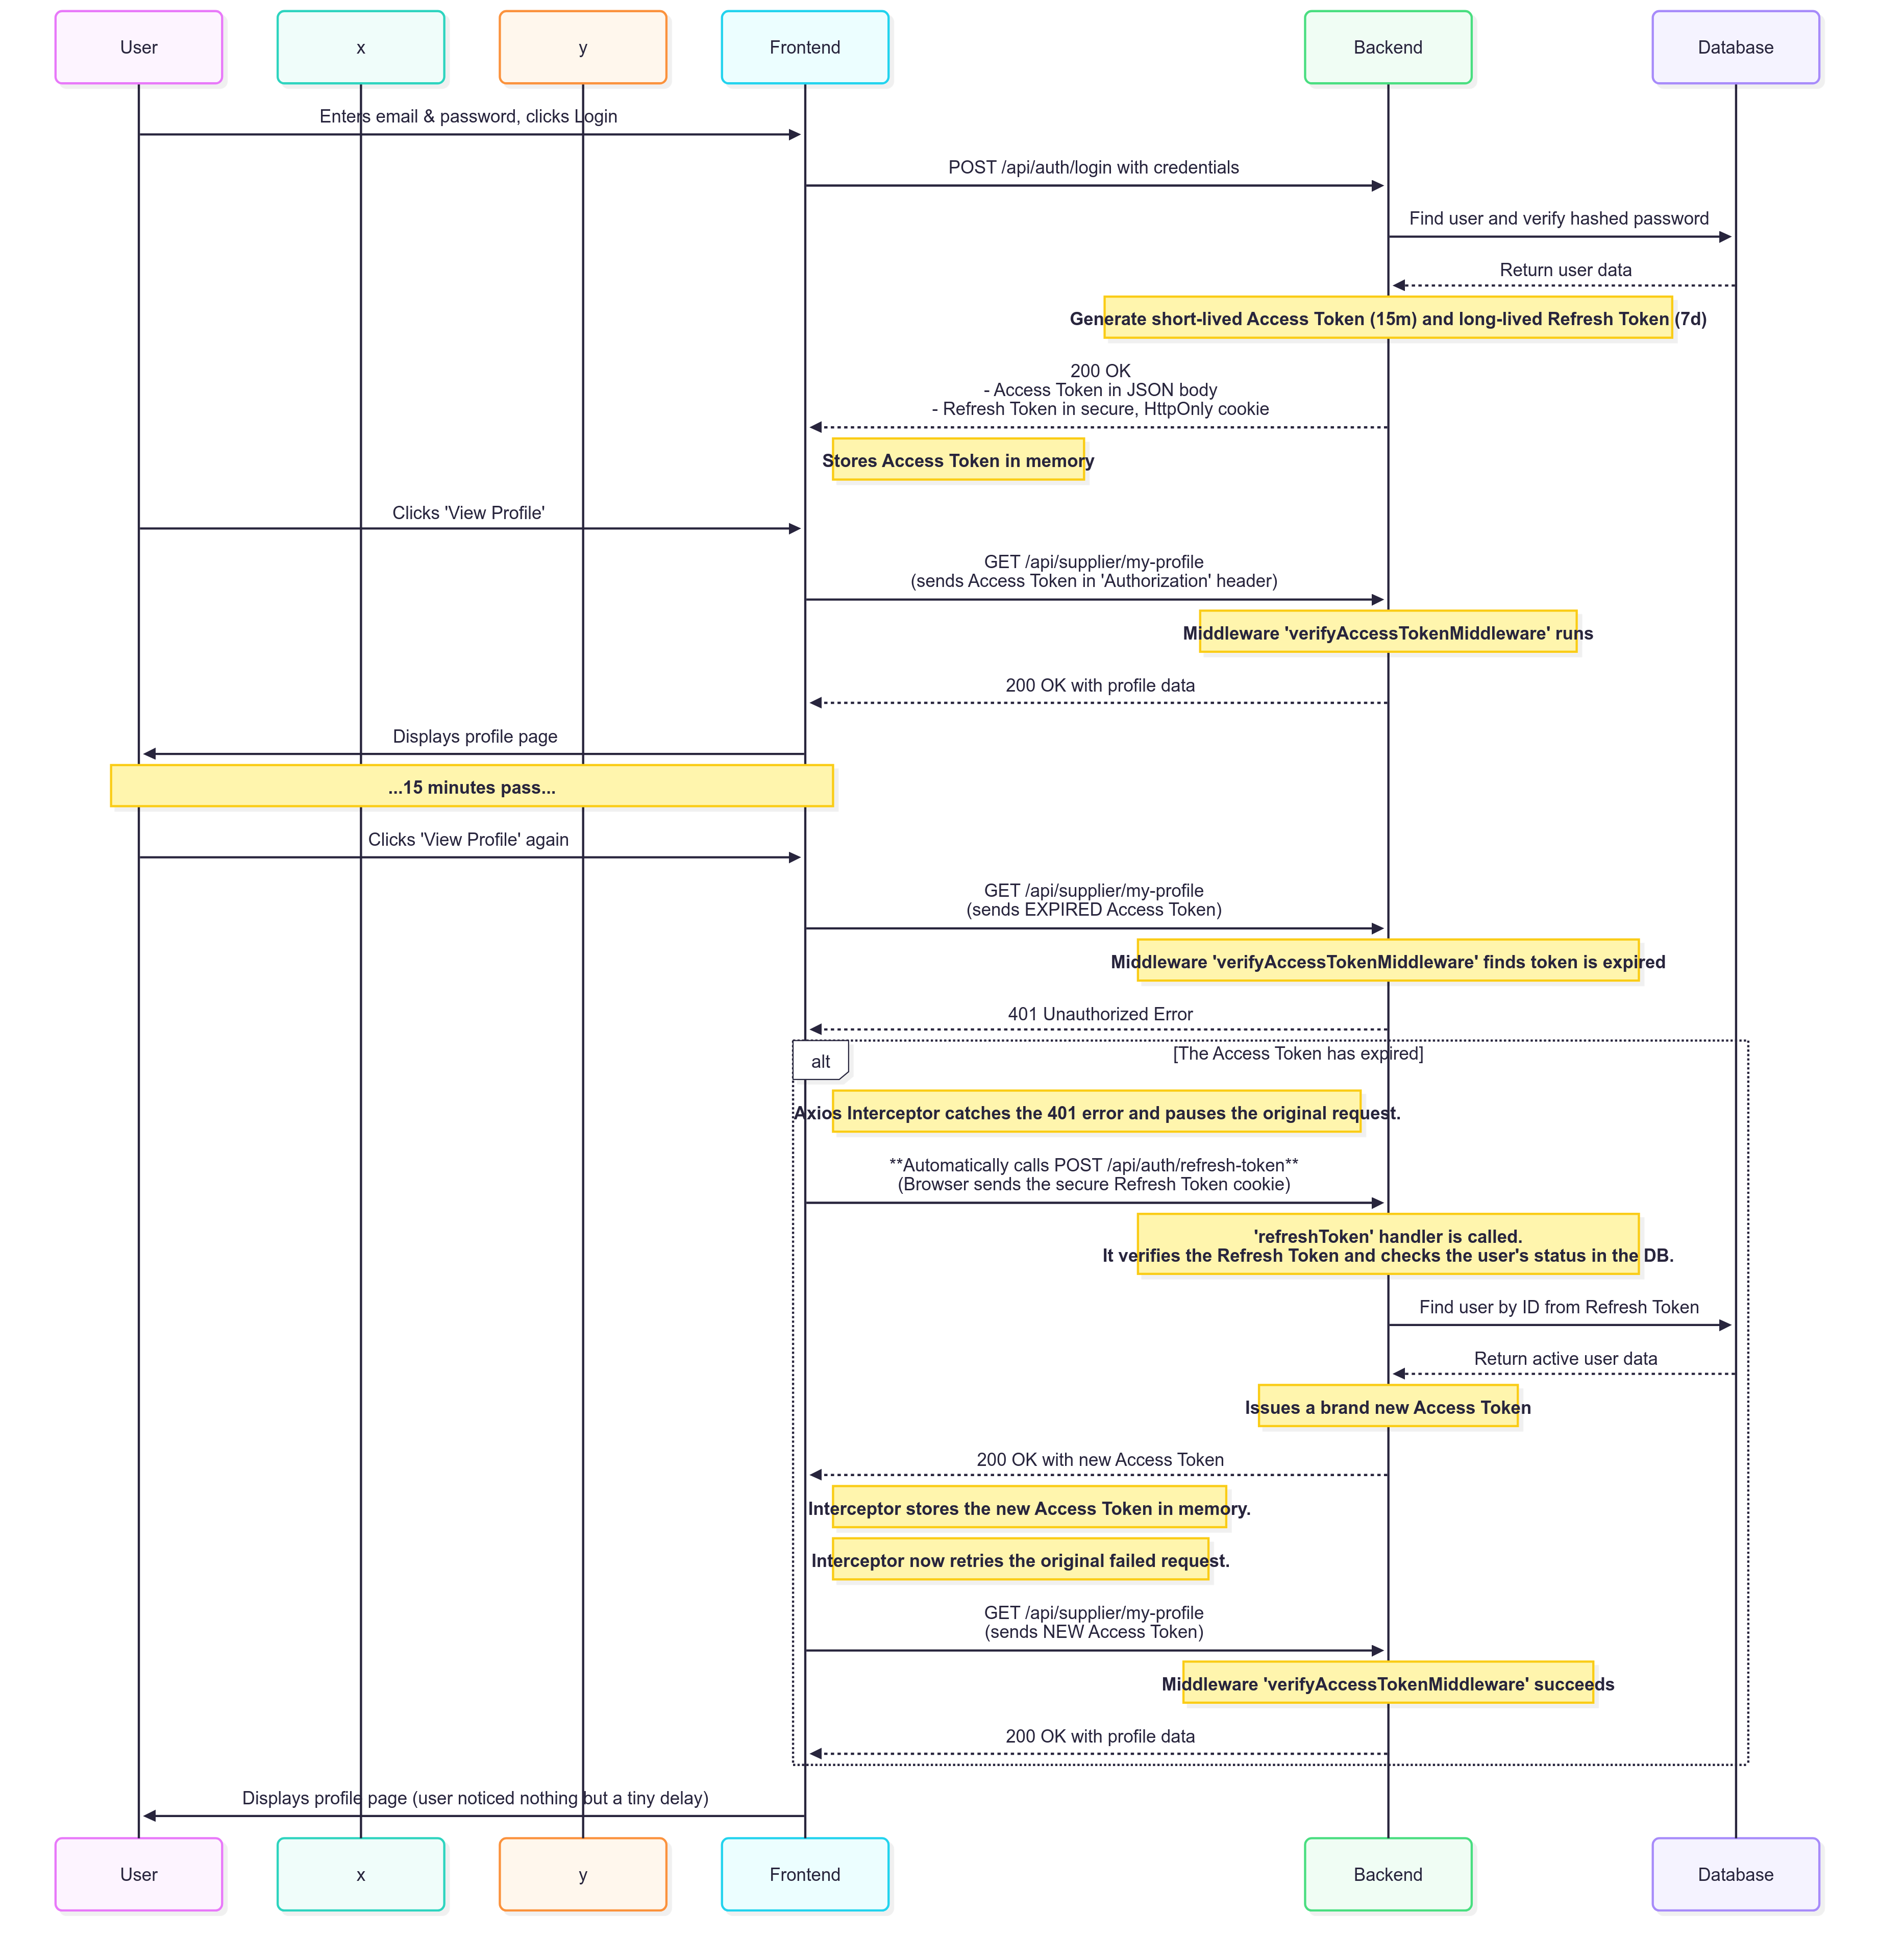 User
x
y
Frontend
Backend
Database
Enters email & password, clicks Login
POST /api/auth/login with credentials
Find user and verify hashed password
Return user data
Generate short-lived Access Token (15m) and long-lived Refresh Token (7d)
200 OK
- Access Token in JSON body
- Refresh Token in secure, HttpOnly cookie
Stores Access Token in memory
Clicks 'View Profile'
GET /api/supplier/my-profile
(sends Access Token in 'Authorization' header)
Middleware 'verifyAccessTokenMiddleware' runs
200 OK with profile data
Displays profile page
...15 minutes pass...
Clicks 'View Profile' again
GET /api/supplier/my-profile
(sends EXPIRED Access Token)
Middleware 'verifyAccessTokenMiddleware' finds token is expired
401 Unauthorized Error
alt
[The Access Token has expired]
Axios Interceptor catches the 401 error and pauses the original request.
**Automatically calls POST /api/auth/refresh-token**
(Browser sends the secure Refresh Token cookie)
'refreshToken' handler is called.
It verifies the Refresh Token and checks the user's status in the DB.
Find user by ID from Refresh Token
Return active user data
Issues a brand new Access Token
200 OK with new Access Token
Interceptor stores the new Access Token in memory.
Interceptor now retries the original failed request.
GET /api/supplier/my-profile
(sends NEW Access Token)
Middleware 'verifyAccessTokenMiddleware' succeeds
200 OK with profile data
Displays profile page (user noticed nothing but a tiny delay)
User
x
y
Frontend
Backend
Database